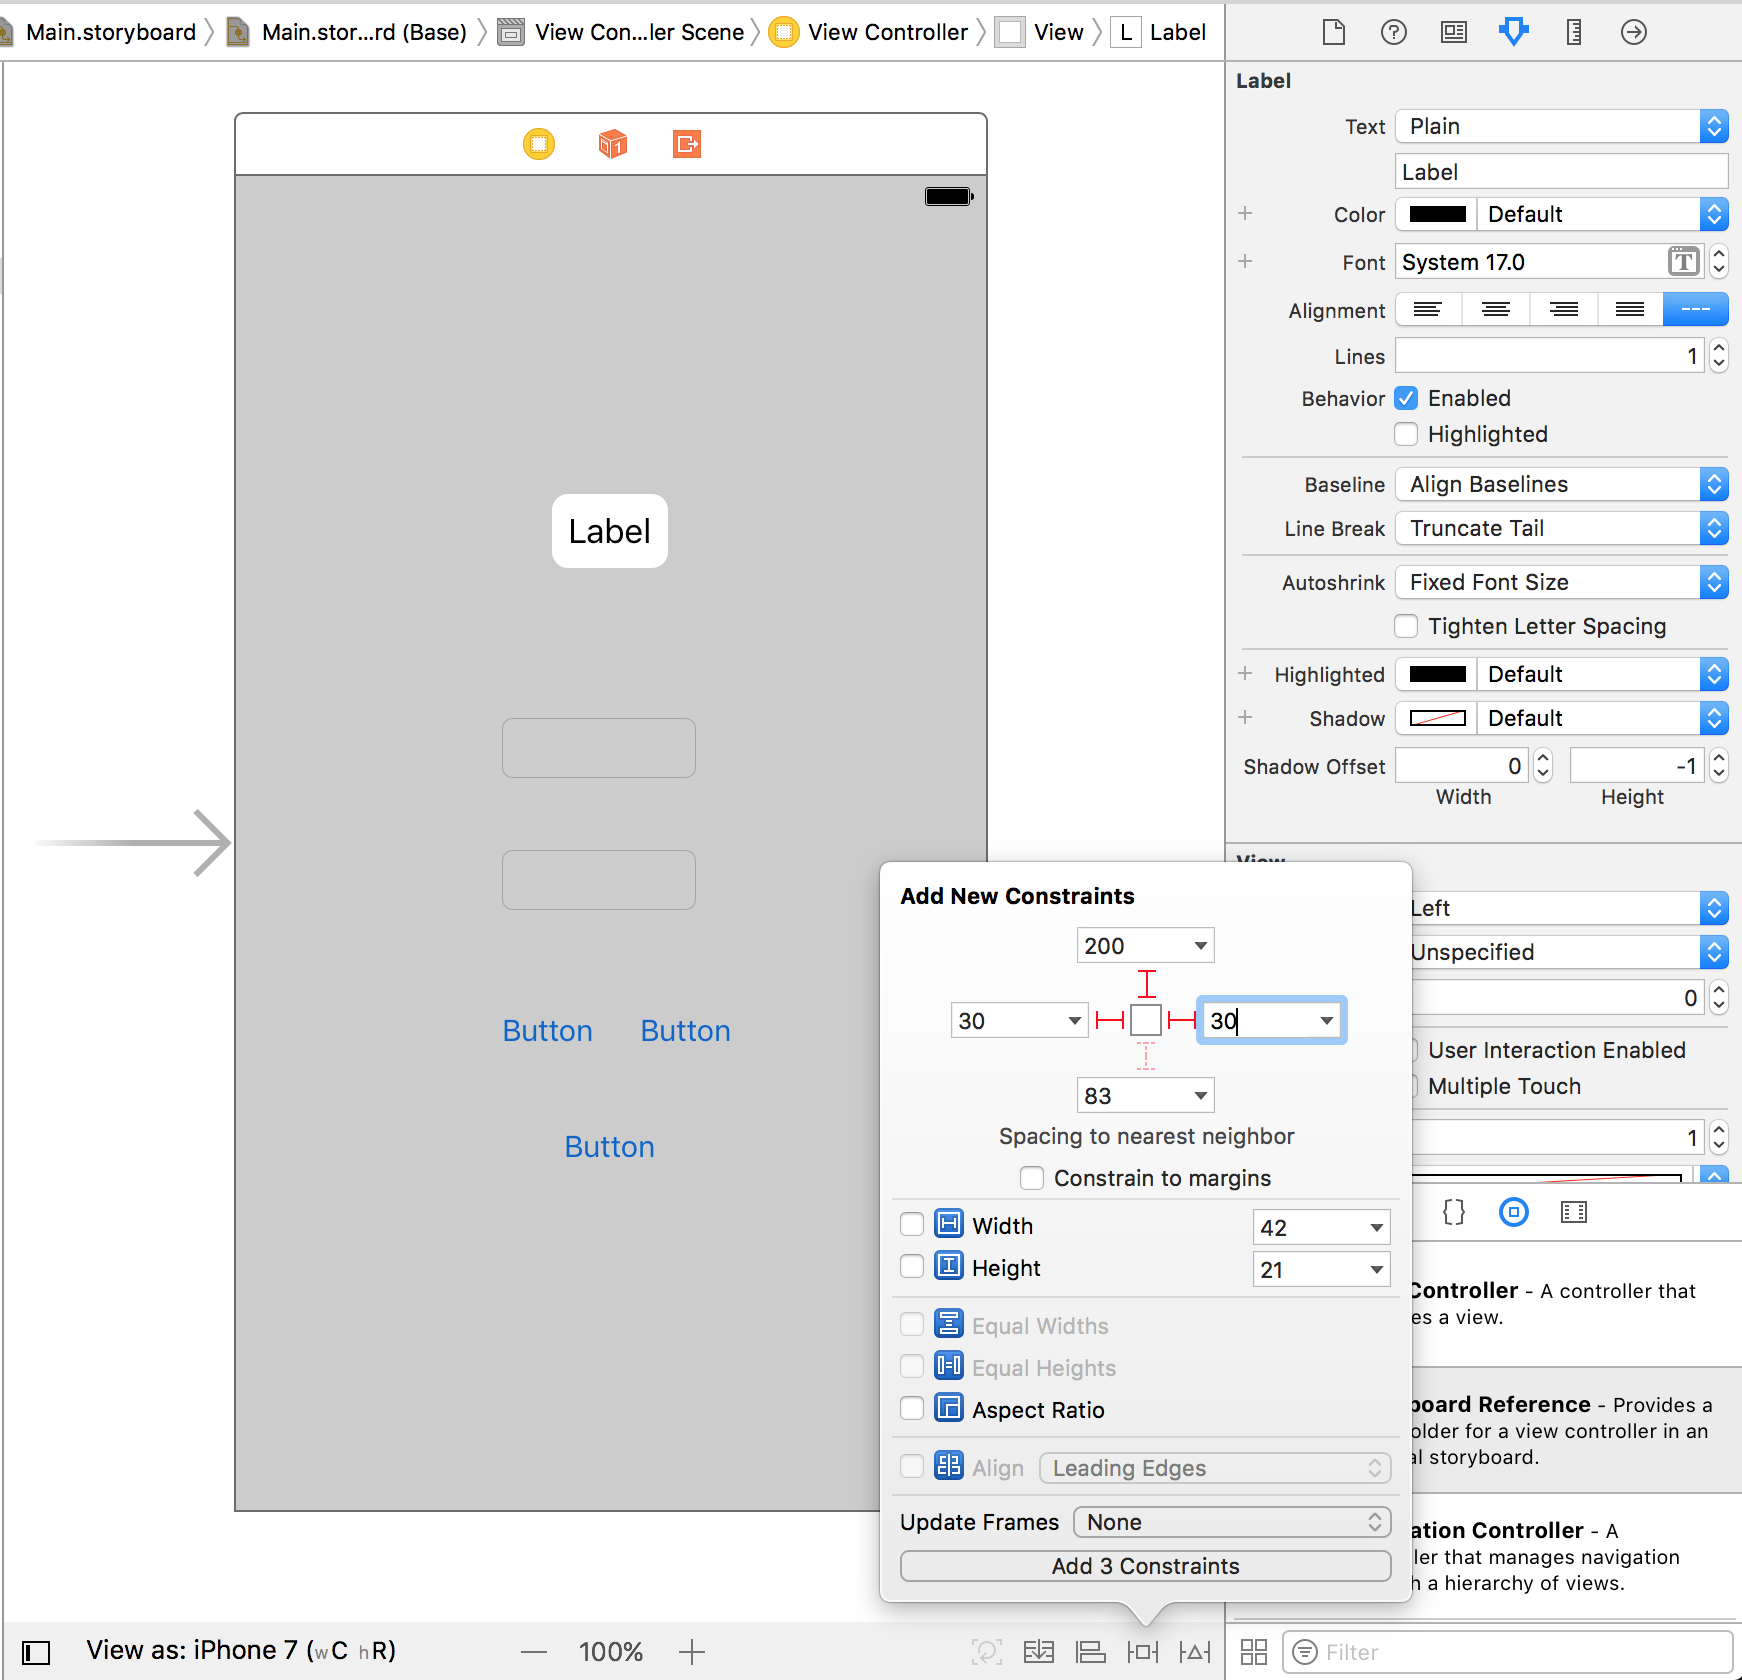 Main.storyboard
Main.stor...rd (Base)
View Con...ler Scene
View Controller
View
L
Label
Label
Text
Plain
Label
Color
Default
Font
System 17.0
T
Alignment
---
Lines
1
Behavior
Enabled
Highlighted
Baseline
Align Baselines
Line Break
Truncate Tail
Autoshrink
Fixed Font Size
Tighten Letter Spacing
Highlighted
Default
Shadow
Default
Shadow Offset
0
-1
Width
Height
1
Label
Button
Button
Button
Left
Unspecified
0
User Interaction Enabled
Multiple Touch
1
Add New Constraints
200
30
30
83
Spacing to nearest neighbor
Constrain to margins
Width
42
Height
21
Equal Widths
Equal Heights
Aspect Ratio
Align
Leading Edges
Update Frames
None
Add 3 Constraints
{}
Controller - A controller that
es a view.
board Reference - Provides a
older for a view controller in an
al storyboard.
ation Controller - A
ler that manages navigation
h a hierarchy of views.
View as: iPhone 7 (wC hR)
100%
Filter